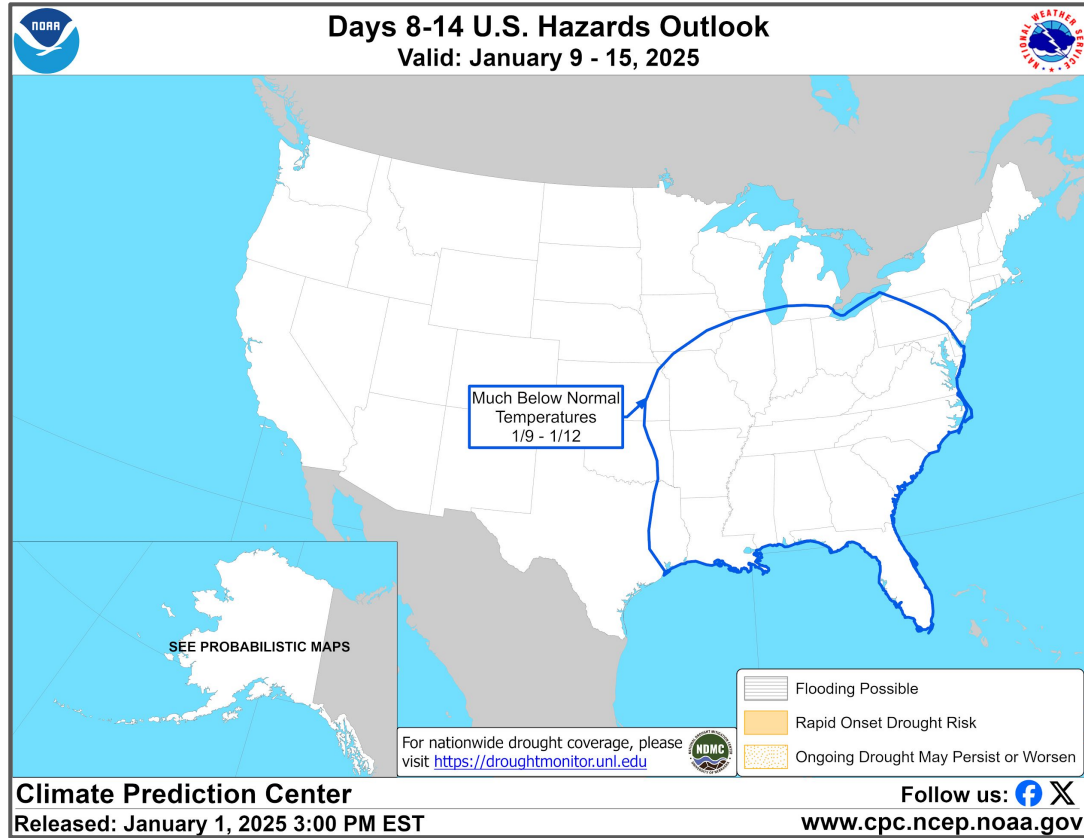 NOAA
Days 8-14 U.S. Hazards Outlook
Valid: January 9 - 15, 2025
NATIONAL WEATHER SERVICE
Much Below Normal
Temperatures
1/9 - 1/12
SEE PROBABILISTIC MAPS
For nationwide drought coverage, please
visit https://droughtmonitor.unl.edu
NDMC
Flooding Possible
Rapid Onset Drought Risk
Ongoing Drought May Persist or Worsen
Climate Prediction Center
Follow us:
Released: January 1, 2025 3:00 PM EST
www.cpc.ncep.noaa.gov